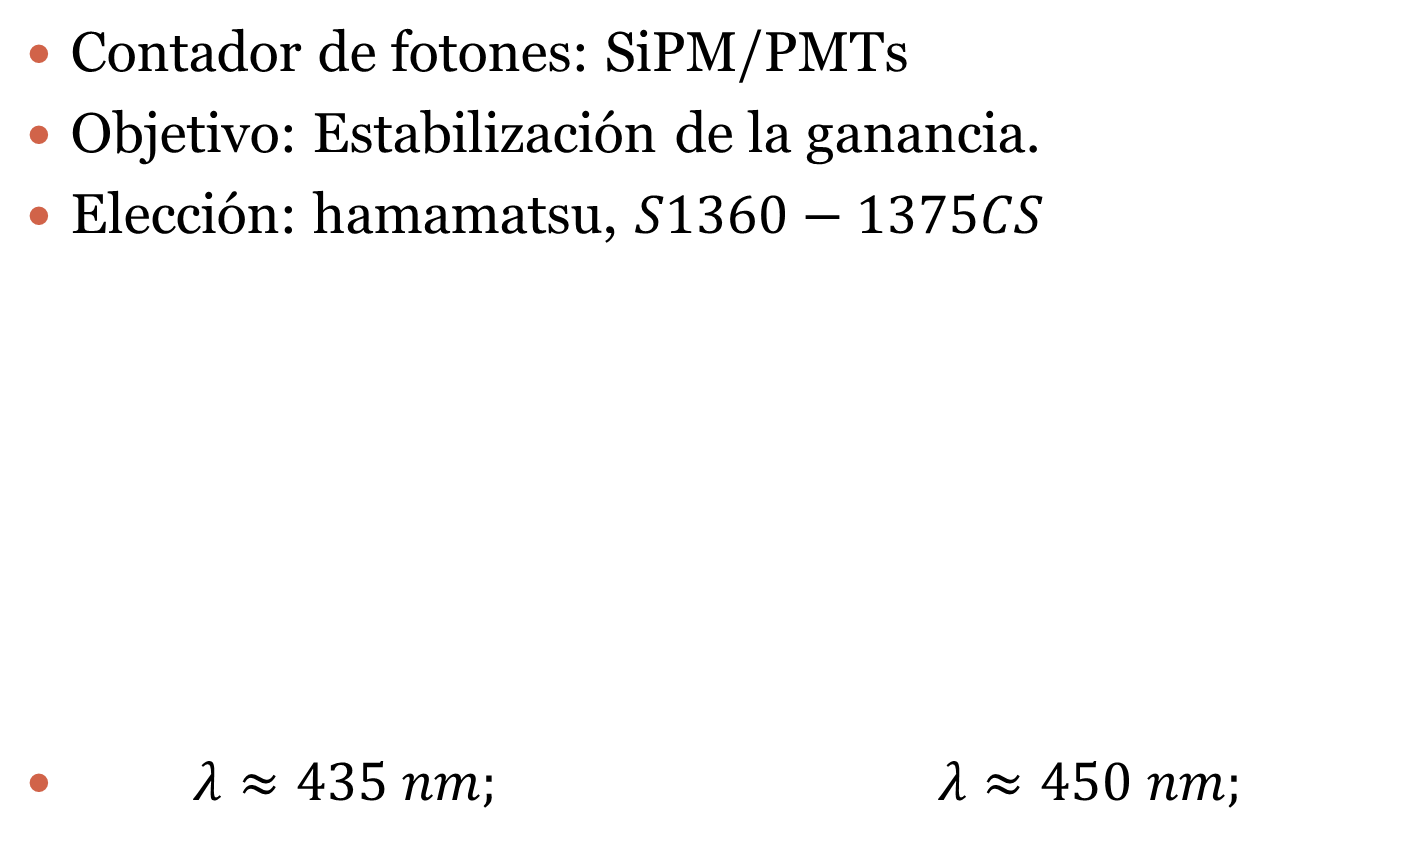 • Contador de fotones: SiPM/PMTs
• Objetivo: Estabilización de la ganancia.
• Elección: hamamatsu, S1360 − 1375CS
• λ ≈ 435 nm; λ ≈ 450 nm;